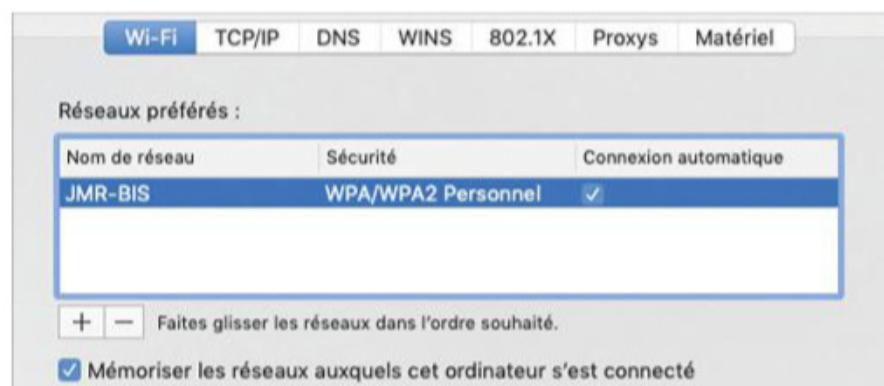 Wi-Fi TCP/IP DNS WINS 802.1X Proxys Matériel
Réseaux préférés :
Nom de réseau Sécurité Connexion automatique
JMR-BIS WPA/WPA2 Personnel
+ − Faites glisser les réseaux dans l'ordre souhaité.
Mémoriser les réseaux auxquels cet ordinateur s'est connecté